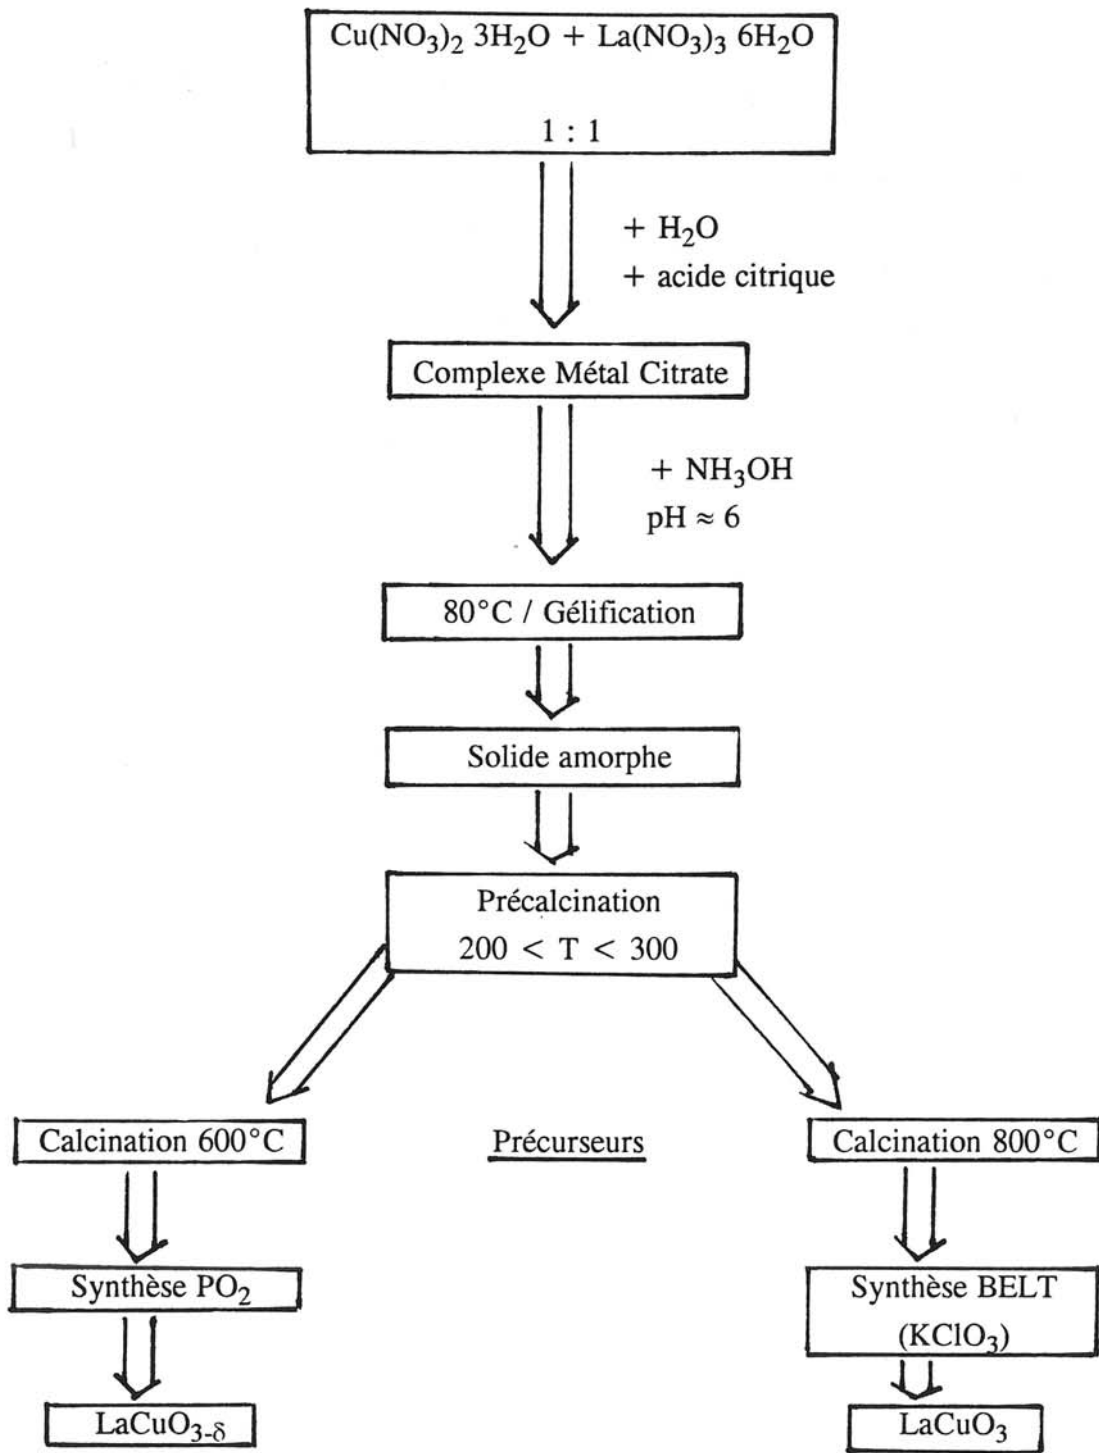 Cu(NO₃)₂ 3H₂O + La(NO₃)₃ 6H₂O
1 : 1
+ H₂O
+ acide citrique
Complexe Métal Citrate
+ NH₃OH
pH ≈ 6
80°C / Gélification
Solide amorphe
Précalcination
200 < T < 300
Calcination 600°C
Précurseurs
Calcination 800°C
Synthèse PO₂
Synthèse BELT
(KClO₃)
LaCuO₃₋δ
LaCuO₃